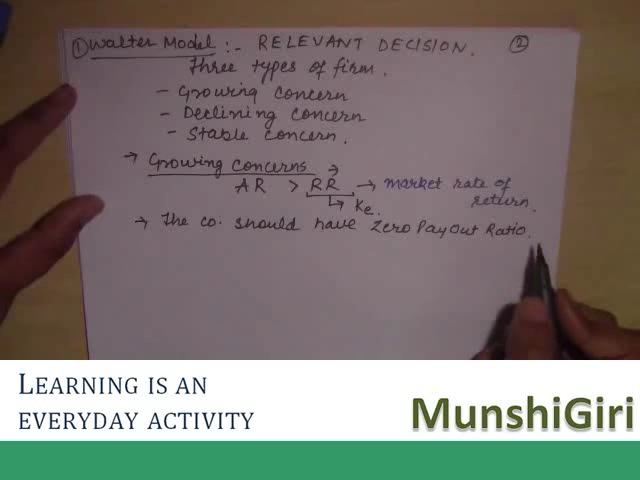 ① Walter Model :- RELEVANT DECISION. ②
Three types of firm.
- Growing concern
- Declining concern
- Stable concern.
→ Growing concerns →
AR > RR → market rate of
↳ Ke. return.
→ The co. should have Zero PayOut Ratio.
LEARNING IS AN
EVERYDAY ACTIVITY
MunshiGiri